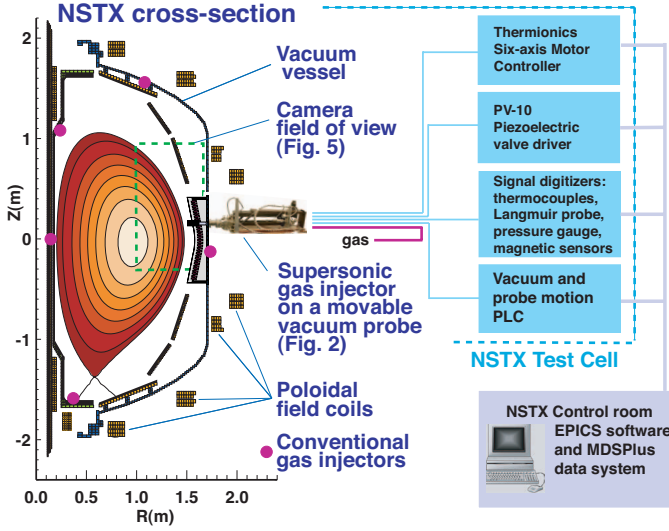 NSTX cross-section
2
1
0
-1
-2
Z(m)
0.0 0.5 1.0 1.5 2.0
R(m)
Vacuum
vessel
Camera
field of view
(Fig. 5)
gas
Supersonic
gas injector
on a movable
vacuum probe
(Fig. 2)
Poloidal
field coils
Conventional
gas injectors
Thermionics
Six-axis Motor
Controller
PV-10
Piezoelectric
valve driver
Signal digitizers:
thermocouples,
Langmuir probe,
pressure gauge,
magnetic sensors
Vacuum and
probe motion
PLC
NSTX Test Cell
NSTX Control room
EPICS software
and MDSPlus
data system